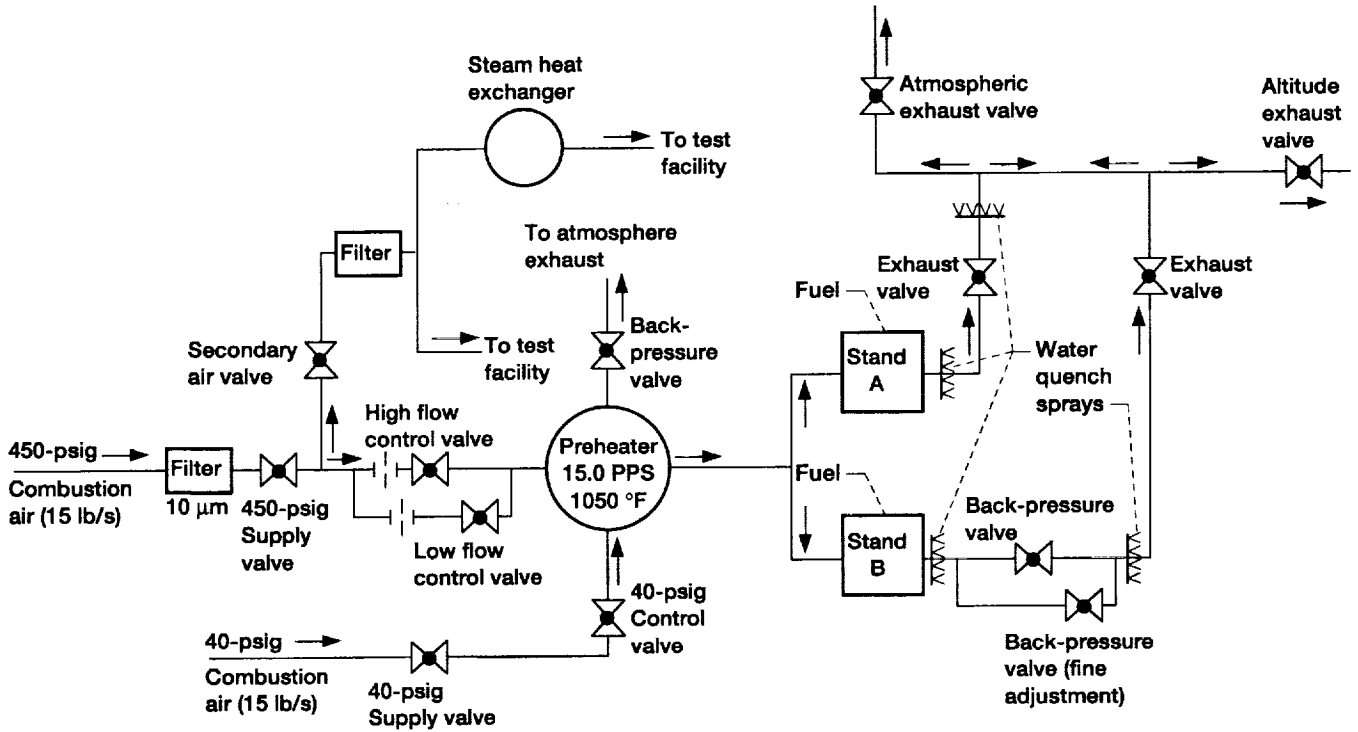 Steam heat
exchanger
To test
facility
Atmospheric
exhaust valve
Altitude
exhaust
valve
Filter
To atmosphere
exhaust
Exhaust
valve
Exhaust
valve
Fuel
Secondary
air valve
To test
facility
Back-
pressure
valve
Stand
A
Water
quench
sprays
High flow
control valve
450-psig
Combustion
air (15 lb/s)
Filter
10 μm
450-psig
Supply
valve
Preheater
15.0 PPS
1050 °F
Low flow
control valve
Fuel
Stand
B
Back-pressure
valve
Back-pressure
valve (fine
adjustment)
40-psig
Control
valve
40-psig
Combustion
air (15 lb/s)
40-psig
Supply valve